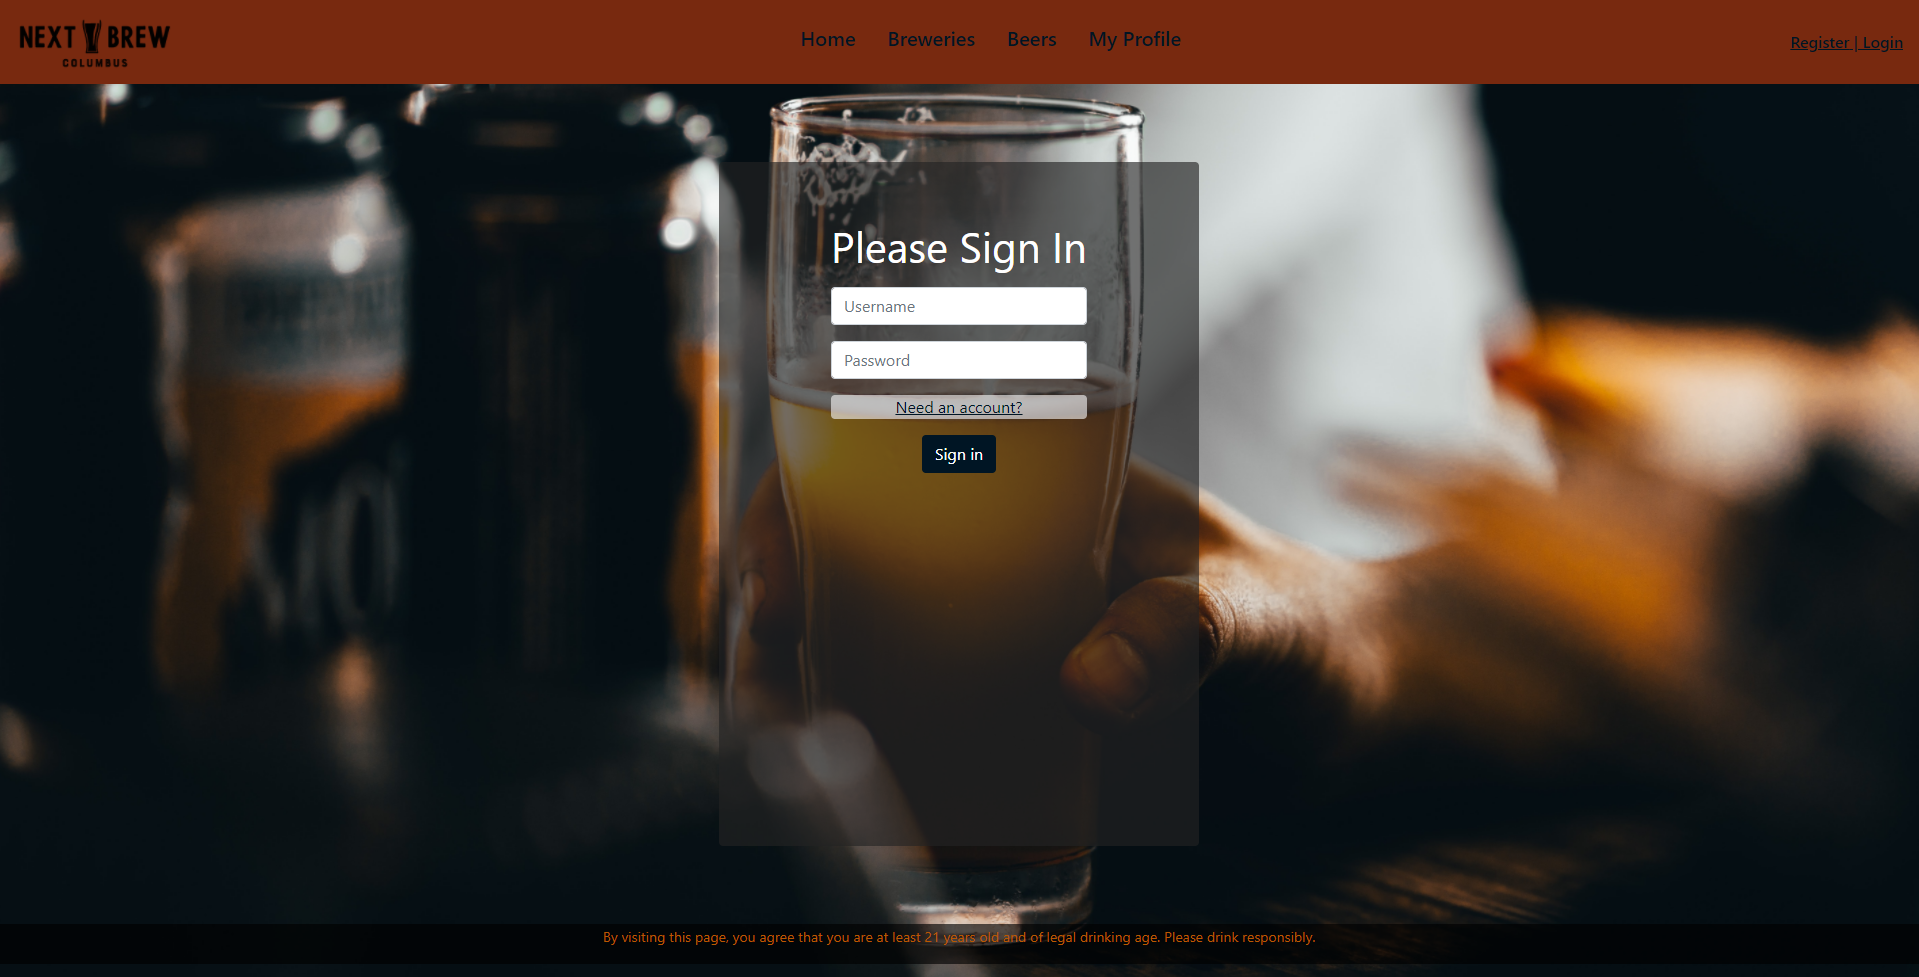 NEXT BREW
COLUMBUS
Home Breweries Beers My Profile
Register | Login
Please Sign In
Username
Password
Need an account?
Sign in
By visiting this page, you agree that you are at least 21 years old and of legal drinking age. Please drink responsibly.